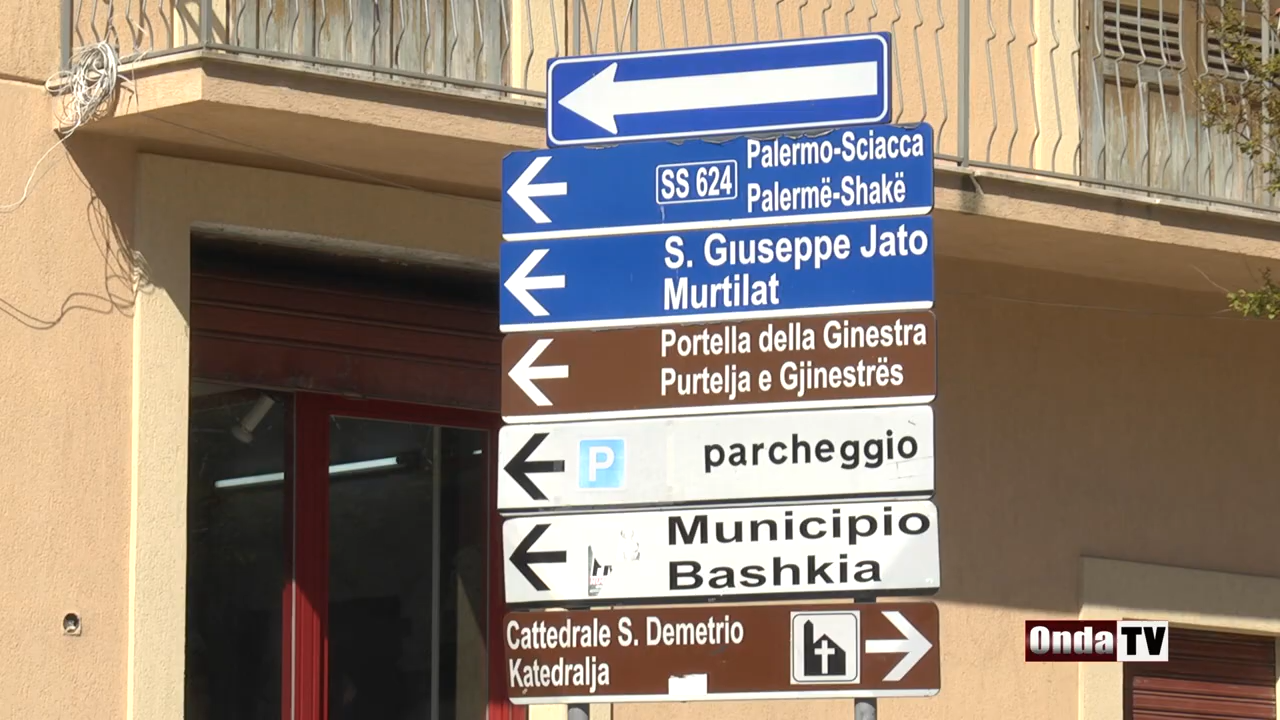 SS 624
Palermo-Sciacca
Palermë-Shakë
S. Giuseppe Jato
Murtilat
Portella della Ginestra
Purtelja e Gjinestrës
P
parcheggio
Municipio
Bashkia
Cattedrale S. Demetrio
Katedralja
Onda TV